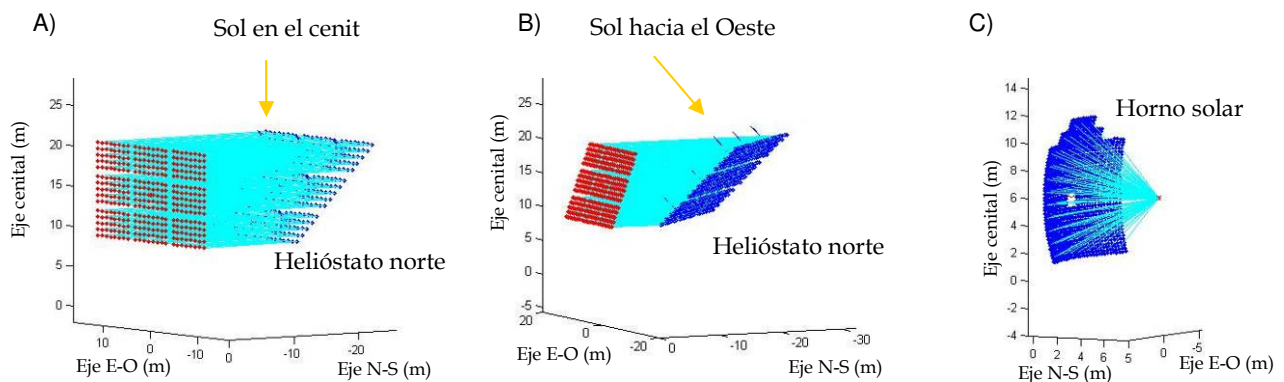 A)
Sol en el cenit
Eje cenital (m)
25
20
15
10
5
0
10
0
-10
0
-10
-20
Eje E-O (m)
Eje N-S (m)
Helióstato norte
B)
Sol hacia el Oeste
Eje cenital (m)
25
20
15
10
5
0
-5
20
0
-20
0
-10
-20
-30
Eje E-O (m)
Eje N-S (m)
Helióstato norte
C)
Horno solar
Eje cenital (m)
14
12
10
8
6
4
2
0
-2
-4
0
2
4
6
5
0
-5
Eje N-S (m)
Eje E-O (m)